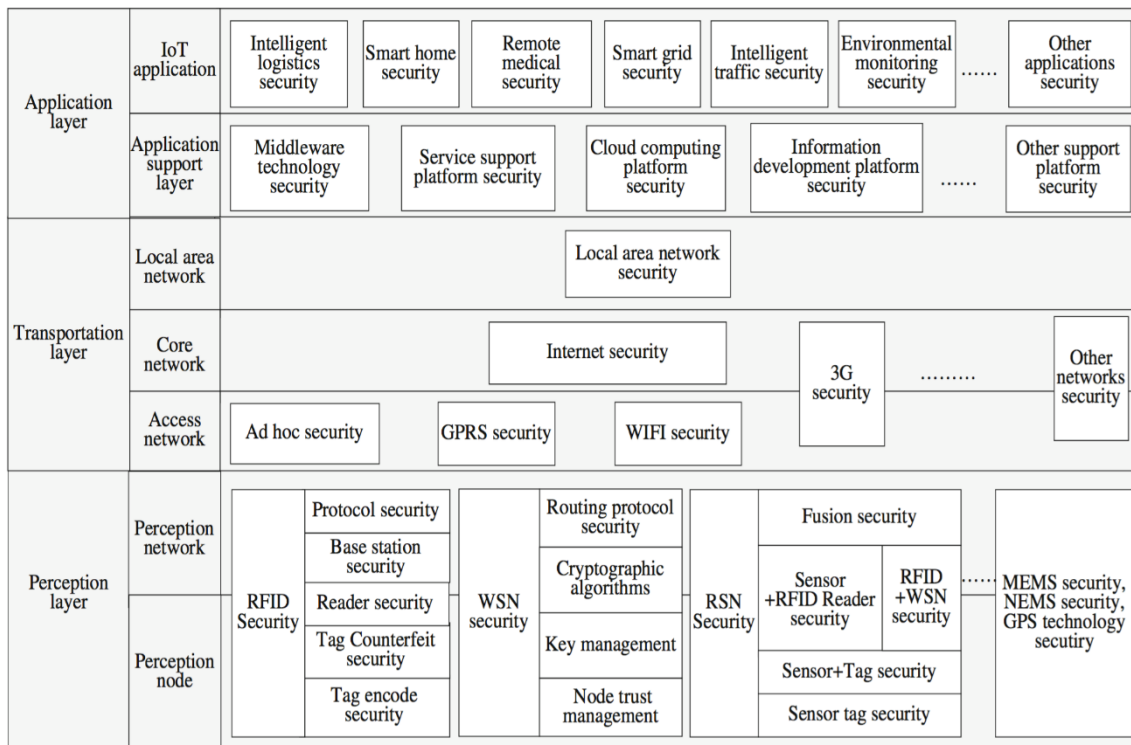 Application
layer
IoT
application
Intelligent
logistics
security
Smart home
security
Remote
medical
security
Smart grid
security
Intelligent
traffic security
Environmental
monitoring
security
......
Other
applications
security
Application
support
layer
Middleware
technology
security
Service support
platform security
Cloud computing
platform
security
Information
development platform
security
......
Other support
platform
security
Transportation
layer
Local area
network
Local area network
security
Core
network
Internet security
3G
security
.........
Other
networks
security
Access
network
Ad hoc security
GPRS security
WIFI security
Perception
layer
Perception
network
Perception
node
RFID
Security
Protocol security
Base station
security
Reader security
Tag Counterfeit
security
Tag encode
security
WSN
security
Routing protocol
security
Cryptographic
algorithms
Key management
Node trust
management
RSN
Security
Fusion security
Sensor
+RFID Reader
security
RFID
+WSN
security
Sensor+Tag security
Sensor tag security
......
MEMS security,
NEMS security,
GPS technology
secutiry